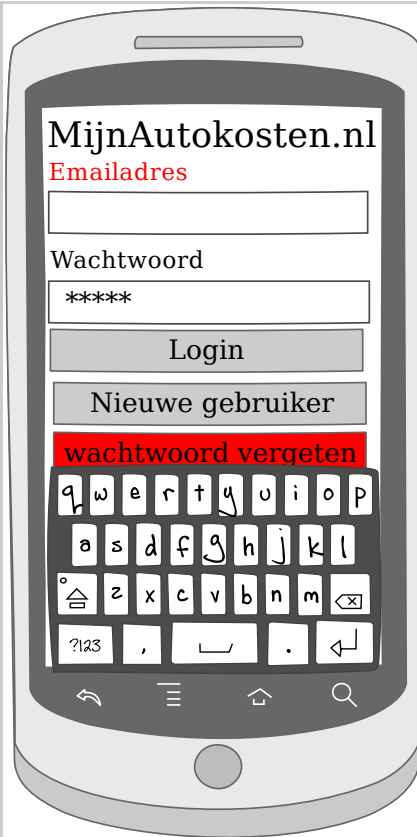 MijnAutokosten.nl
Emailadres
Wachtwoord
*****
Login
Nieuwe gebruiker
wachtwoord vergeten
q w e r t y u i o p
a s d f g h j k l
z x c v b n m
?123 , .